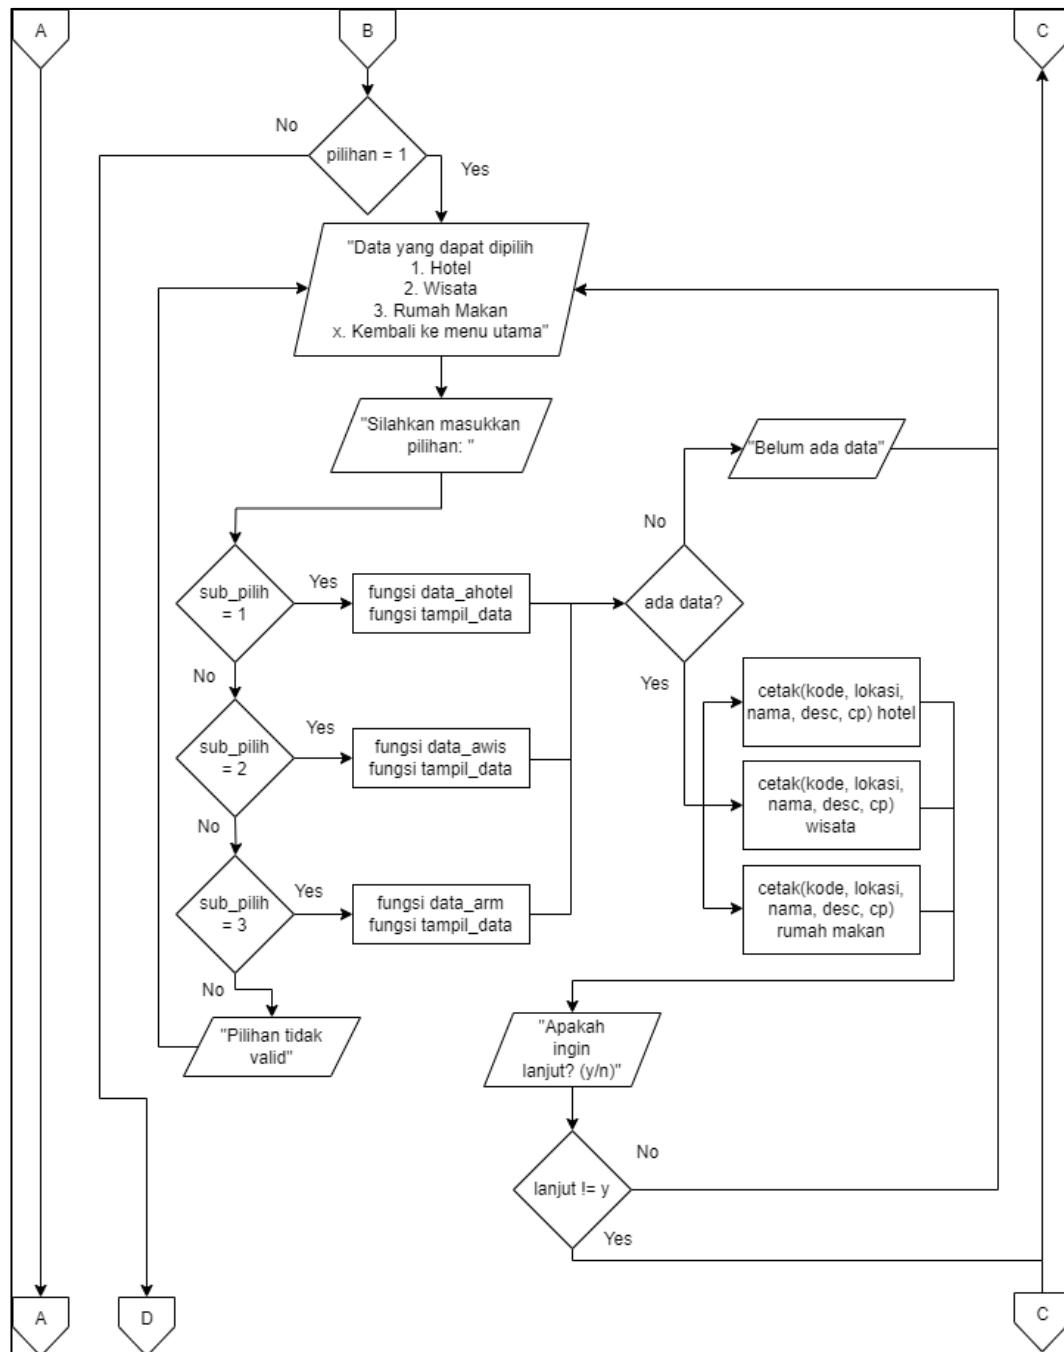 A
B
C
No
pilihan = 1
Yes
"Data yang dapat dipilih
1. Hotel
2. Wisata
3. Rumah Makan
x. Kembali ke menu utama"
"Silahkan masukkan
pilihan: "
"Belum ada data"
No
sub_pilih
= 1
Yes
fungsi data_ahotel
fungsi tampil_data
ada data?
No
Yes
cetak(kode, lokasi,
nama, desc, cp) hotel
sub_pilih
= 2
Yes
fungsi data_awis
fungsi tampil_data
cetak(kode, lokasi,
nama, desc, cp)
wisata
No
sub_pilih
= 3
Yes
fungsi data_arm
fungsi tampil_data
cetak(kode, lokasi,
nama, desc, cp)
rumah makan
No
"Pilihan tidak
valid"
"Apakah
ingin
lanjut? (y/n)"
No
lanjut != y
Yes
A
D
C